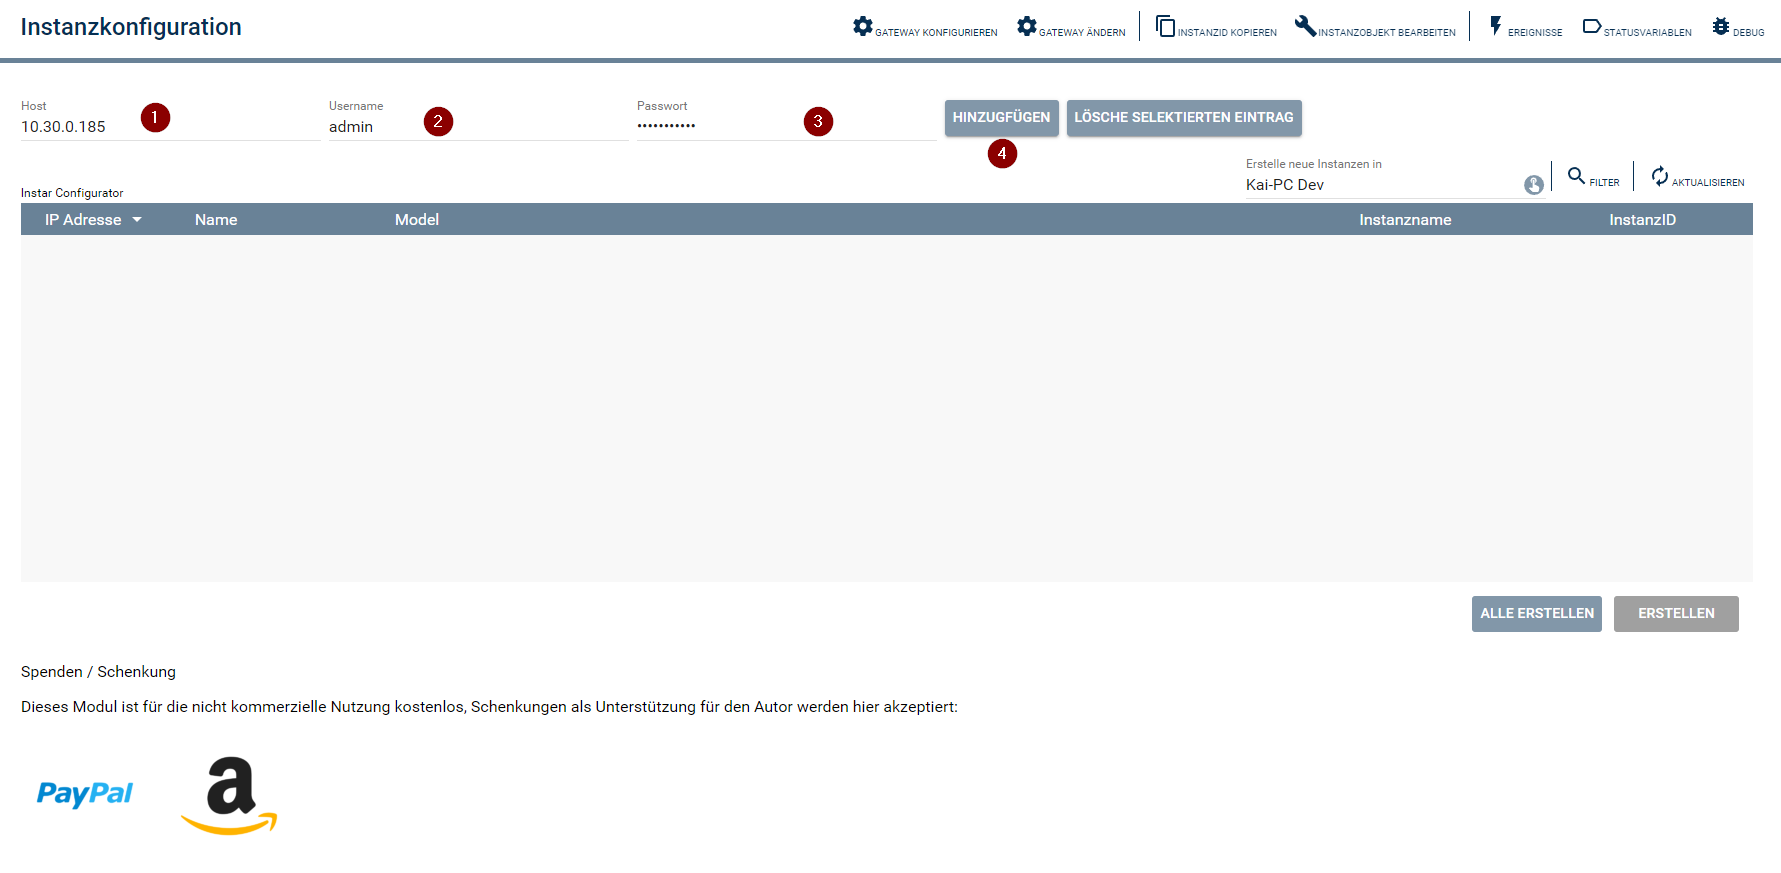 Instanzkonfiguration
GATEWAY KONFIGURIEREN GATEWAY ÄNDERN INSTANZID KOPIEREN INSTANZOBJEKT BEARBEITEN EREIGNISSE STATUSVARIABLEN DEBUG
Host Username Passwort
10.30.0.185 1 admin 2 ••••••••••• 3 HINZUGFÜGEN LÖSCHE SELEKTIERTEN EINTRAG
4
Erstelle neue Instanzen in
Kai-PC Dev FILTER AKTUALISIEREN
Instar Configurator
IP Adresse Name Model Instanzname InstanzID
ALLE ERSTELLEN ERSTELLEN
Spenden / Schenkung
Dieses Modul ist für die nicht kommerzielle Nutzung kostenlos, Schenkungen als Unterstützung für den Autor werden hier akzeptiert:
PayPal a